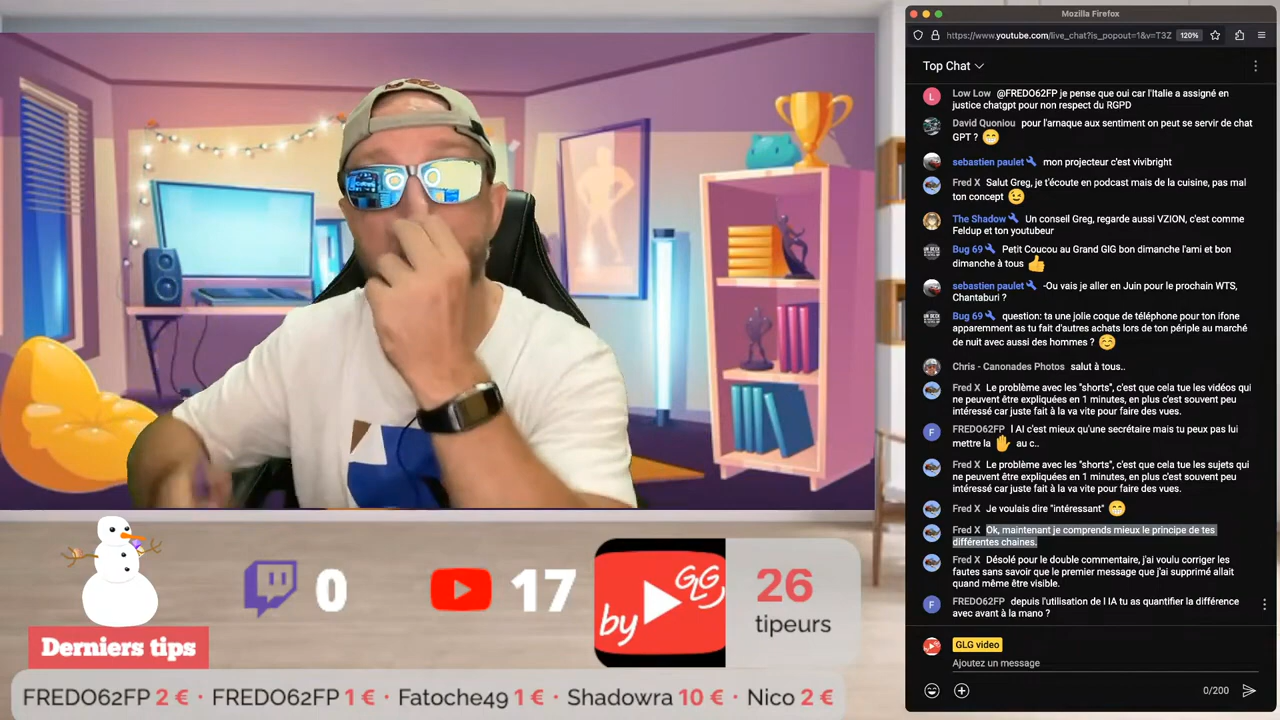 Mozilla Firefox
https://www.youtube.com/live_chat?is_popout=1&v=T3Z
120%
Top Chat
L
Low Low @FREDO62FP je pense que oui car l'Italie a assigné en
justice chatgpt pour non respect du RGPD
David Quoniou pour l'arnaque aux sentiment on peut se servir de chat
GPT ? 😁
sebastien paulet mon projecteur c'est vivibright
Fred X Salut Greg, je t'écoute en podcast mais de la cuisine, pas mal
ton concept 😉
The Shadow Un conseil Greg, regarde aussi VZION, c'est comme
Feldup et ton youtubeur
Bug 69 Petit Coucou au Grand GIG bon dimanche l'ami et bon
dimanche à tous 👍
sebastien paulet -Ou vais je aller en Juin pour le prochain WTS,
Chantaburi ?
Bug 69 question: ta une jolie coque de téléphone pour ton ifone
apparemment as tu fait d'autres achats lors de ton périple au marché
de nuit avec aussi des hommes ? 😊
Chris - Canonades Photos salut à tous..
Fred X Le problème avec les "shorts", c'est que cela tue les vidéos qui
ne peuvent être expliquées en 1 minutes, en plus c'est souvent peu
intéressé car juste fait à la va vite pour faire des vues.
F
FREDO62FP l AI c'est mieux qu'une secrétaire mais tu peux pas lui
mettre la ✋ au c..
Fred X Le problème avec les "shorts", c'est que cela tue les sujets qui
ne peuvent être expliquées en 1 minutes, en plus c'est souvent peu
intéressé car juste fait à la va vite pour faire des vues.
Fred X Je voulais dire "intéressant" 😁
Fred X Ok, maintenant je comprends mieux le principe de tes
différentes chaines.
Fred X Désolé pour le double commentaire, j'ai voulu corriger les
fautes sans savoir que le premier message que j'ai supprimé allait
quand même être visible.
F
FREDO62FP depuis l'utilisation de l IA tu as quantifier la différence
avec avant à la mano ?
GLG video
Ajoutez un message
0/200
0
17
by GLG
26
tipeurs
Derniers tips
FREDO62FP 2 € · FREDO62FP 1 € · Fatoche49 1 € · Shadowra 10 € · Nico 2 €